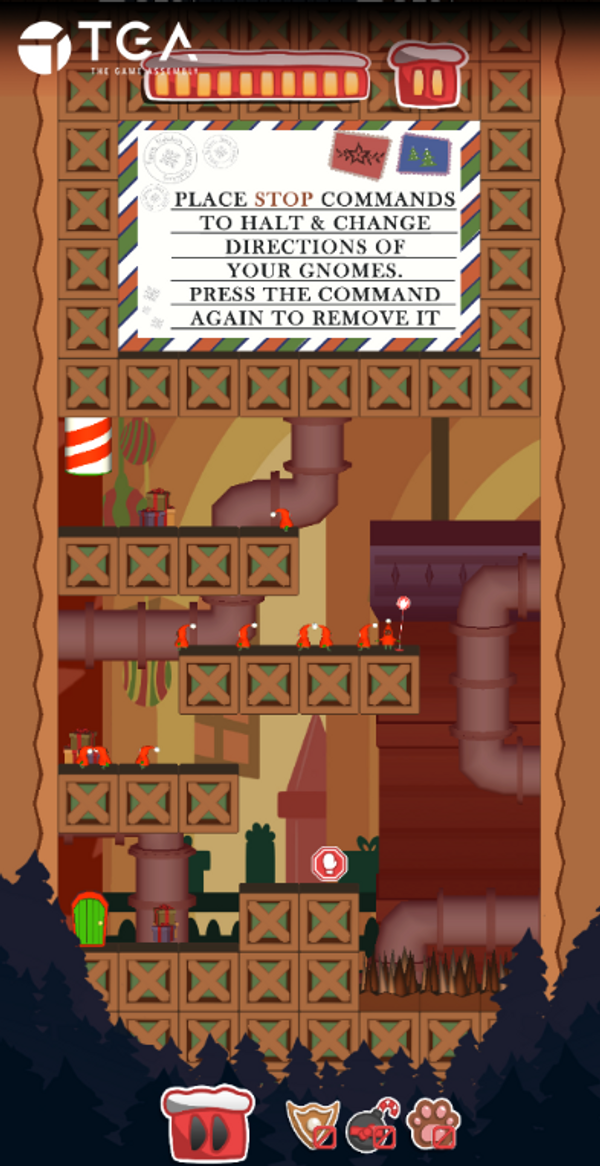 TGA
THE GAME ASSEMBLY
PLACE STOP COMMANDS
TO HALT & CHANGE
DIRECTIONS OF
YOUR GNOMES.
PRESS THE COMMAND
AGAIN TO REMOVE IT